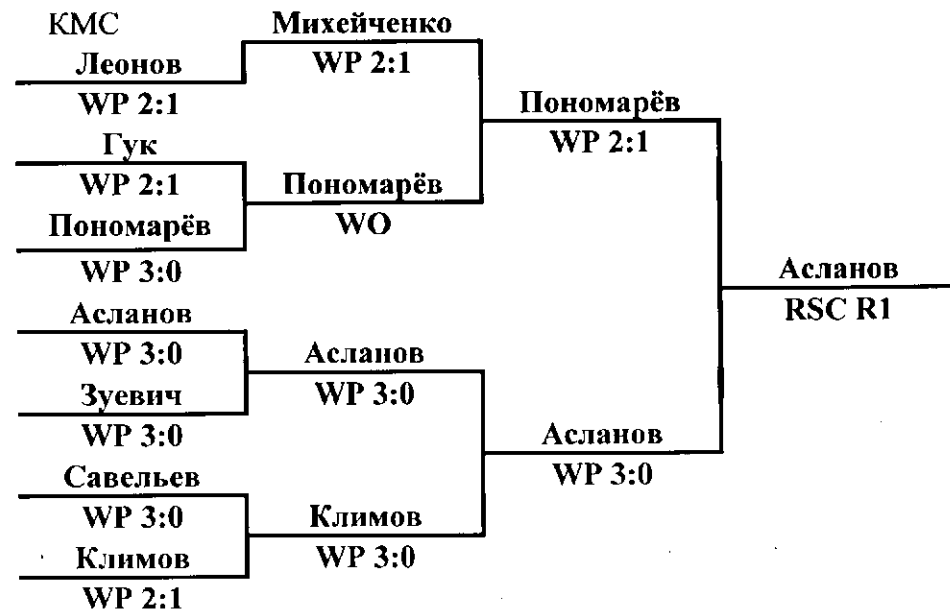 КМС
Леонов
WP 2:1
Гук
WP 2:1
Пономарёв
WP 3:0
Асланов
WP 3:0
Зуевич
WP 3:0
Савельев
WP 3:0
Климов
WP 2:1
Михейченко
WP 2:1
Пономарёв
WO
Асланов
WP 3:0
Климов
WP 3:0
Пономарёв
WP 2:1
Асланов
WP 3:0
Асланов
RSC R1